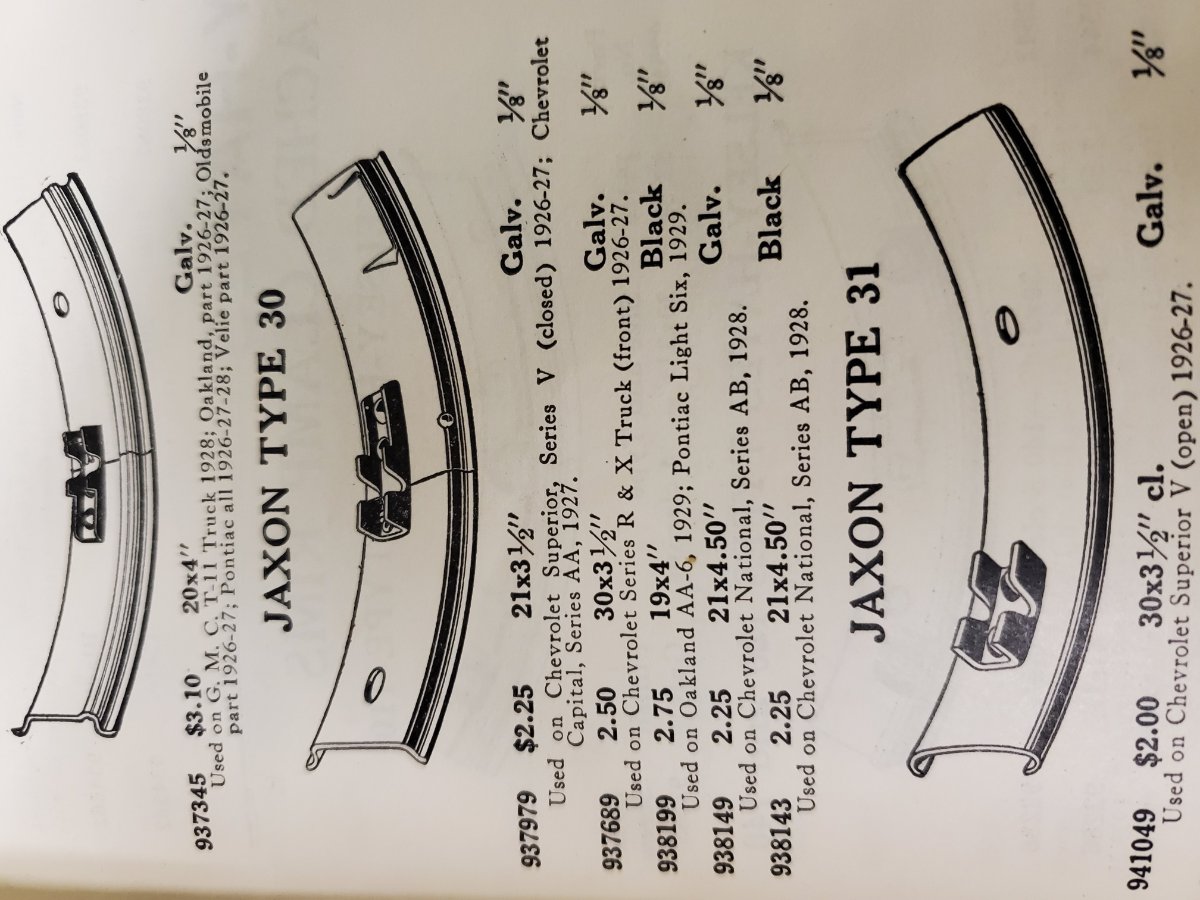 937345 $3.10 20x4" Galv. 1/8"
Used on G. M. C. T-11 Truck 1928; Oakland, part 1926-27; Oldsmobile
part 1926-27; Pontiac all 1926-27-28; Velie part 1926-27.
JAXON TYPE 30
937979 $2.25 21x3½" Galv. 1/8"
Used on Chevrolet Superior, Series V (closed) 1926-27; Chevrolet
Capital, Series AA, 1927.
937689 2.50 30x3½" Galv. 1/8"
Used on Chevrolet Series R & X Truck (front) 1926-27.
938199 2.75 19x4" Black 1/8"
Used on Oakland AA-6, 1929; Pontiac Light Six, 1929.
938149 2.25 21x4.50" Galv. 1/8"
Used on Chevrolet National, Series AB, 1928.
938143 2.25 21x4.50" Black 1/8"
Used on Chevrolet National, Series AB, 1928.
JAXON TYPE 31
941049 $2.00 30x3½" cl. Galv. 1/8"
Used on Chevrolet Superior V (open) 1926-27.